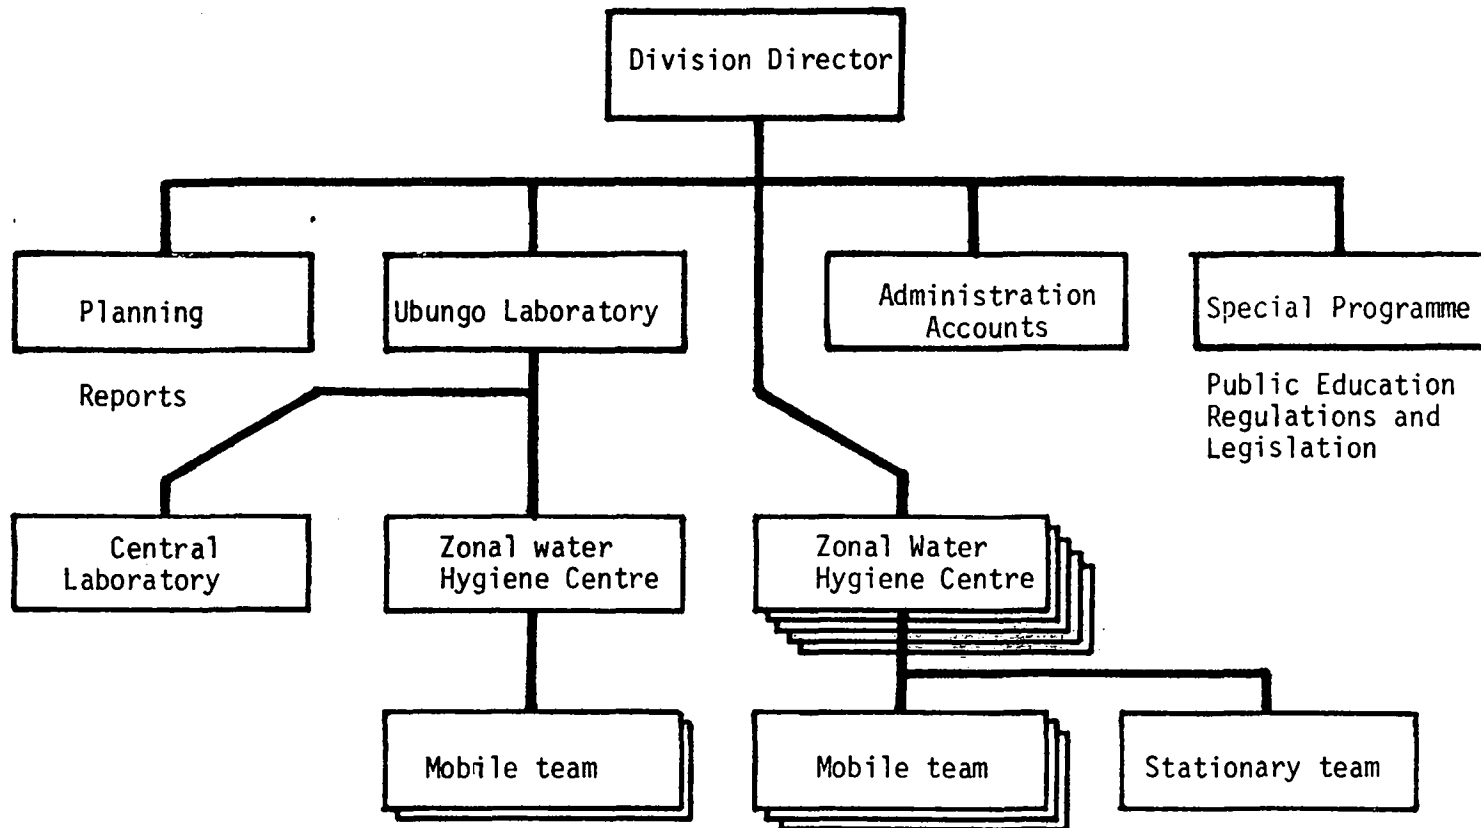 Division Director
Planning
Ubungo Laboratory
Administration
Accounts
Special Programme
Reports
Public Education
Regulations and
Legislation
Central
Laboratory
Zonal water
Hygiene Centre
Zonal Water
Hygiene Centre
Mobile team
Mobile team
Stationary team